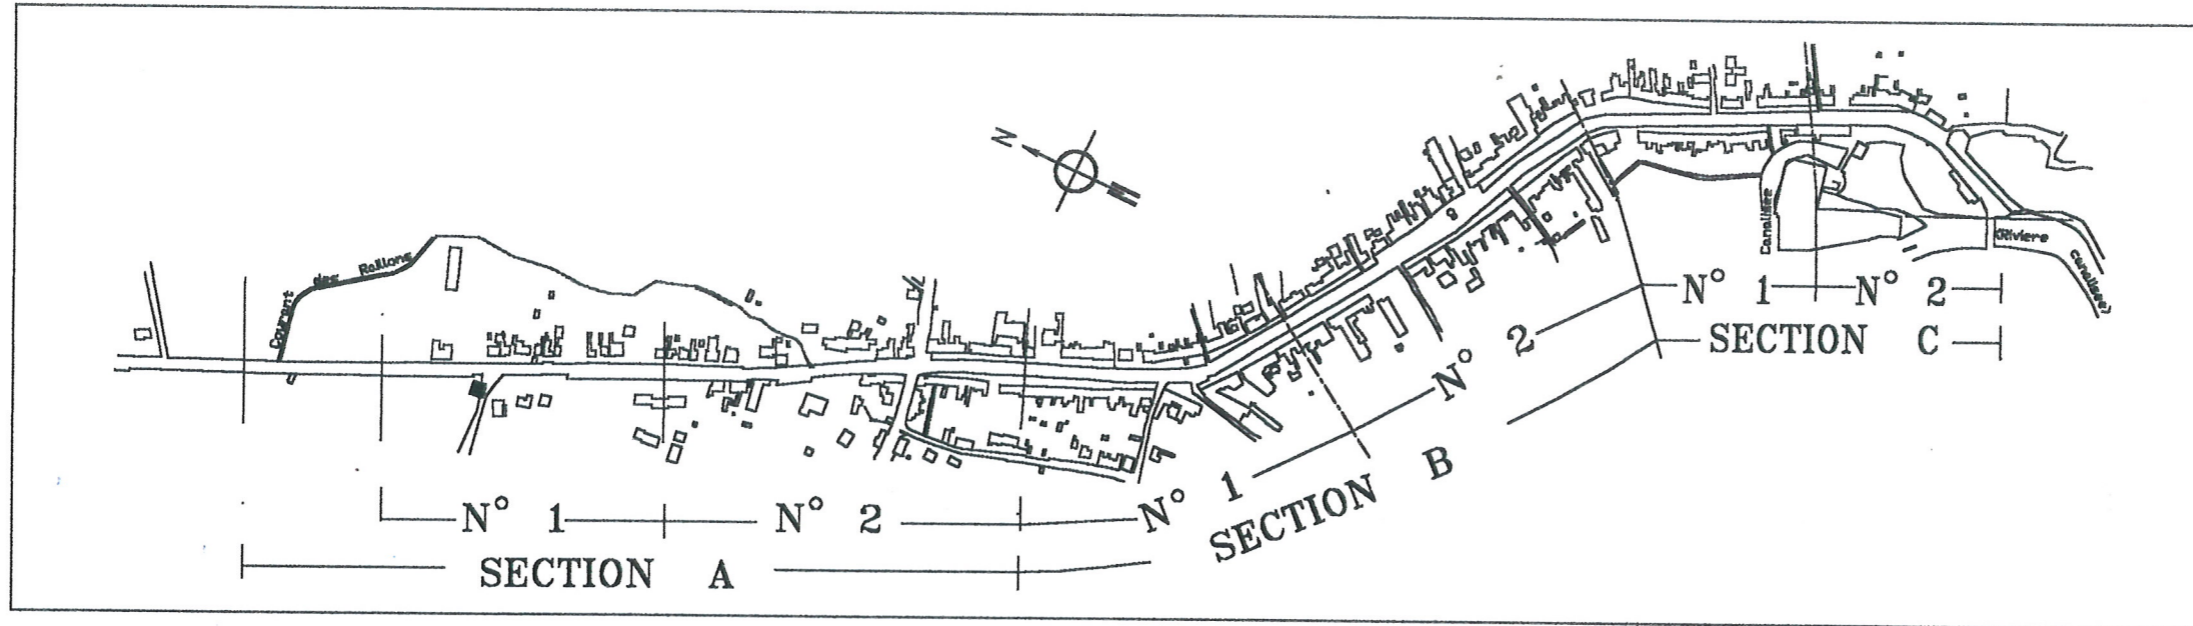 N
Courant des Rallons
Canalisée
Rivière
canalisée
N° 1 N° 2
SECTION C
N° 1 N° 2
SECTION B
N° 1 N° 2
SECTION A